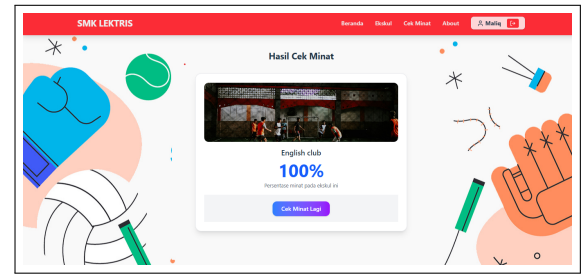 SMK LEKTRIS
Beranda Ekskul Cek Minat About Maliq
Hasil Cek Minat
English club
100%
Persentase minat pada ekskul ini
Cek Minat Lagi